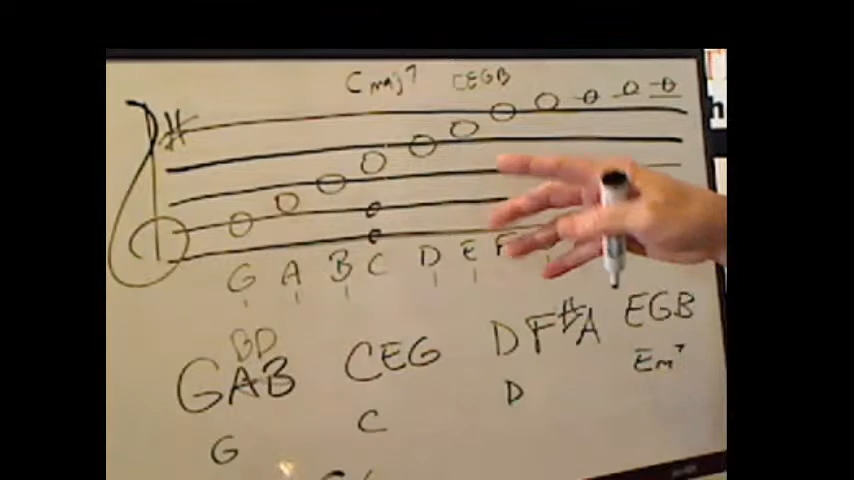 Cmaj7 CEGB
#
G A B C D E F
BD
GAB CEG DF#A EGB
G C D Em7
h